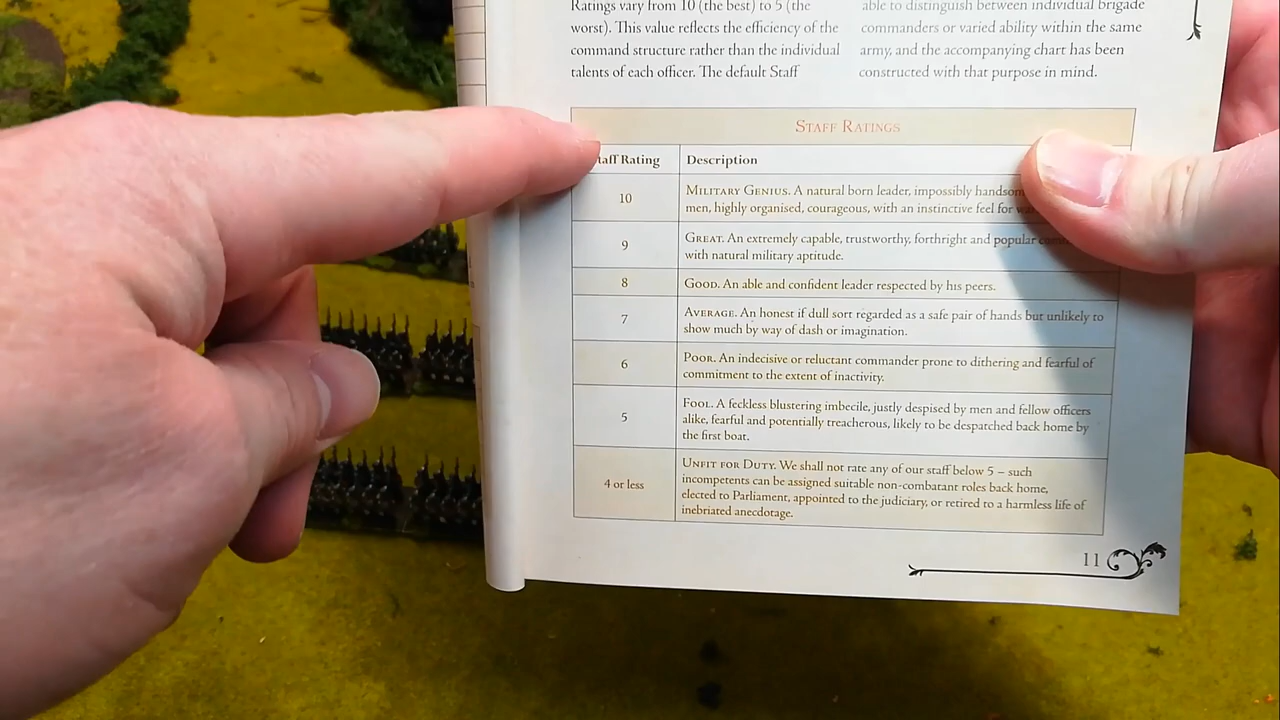 Ratings vary from 10 (the best) to 5 (the
worst). This value reflects the efficiency of the
command structure rather than the individual
talents of each officer. The default Staff
able to distinguish between individual brigade
commanders or varied ability within the same
army, and the accompanying chart has been
constructed with that purpose in mind.
STAFF RATINGS
taff Rating
Description
10
MILITARY GENIUS. A natural born leader, impossibly handsom
men, highly organised, courageous, with an instinctive feel for
9
GREAT. An extremely capable, trustworthy, forthright and popular
with natural military aptitude.
8
GOOD. An able and confident leader respected by his peers.
7
AVERAGE. An honest if dull sort regarded as a safe pair of hands but unlikely to
show much by way of dash or imagination.
6
POOR. An indecisive or reluctant commander prone to dithering and fearful of
commitment to the extent of inactivity.
5
FOOL. A feckless blustering imbecile, justly despised by men and fellow officers
alike, fearful and potentially treacherous, likely to be despatched back home by
the first boat.
4 or less
UNFIT FOR DUTY. We shall not rate any of our staff below 5 – such
incompetents can be assigned suitable non-combatant roles back home,
elected to Parliament, appointed to the judiciary, or retired to a harmless life of
inebriated anecdotage.
11